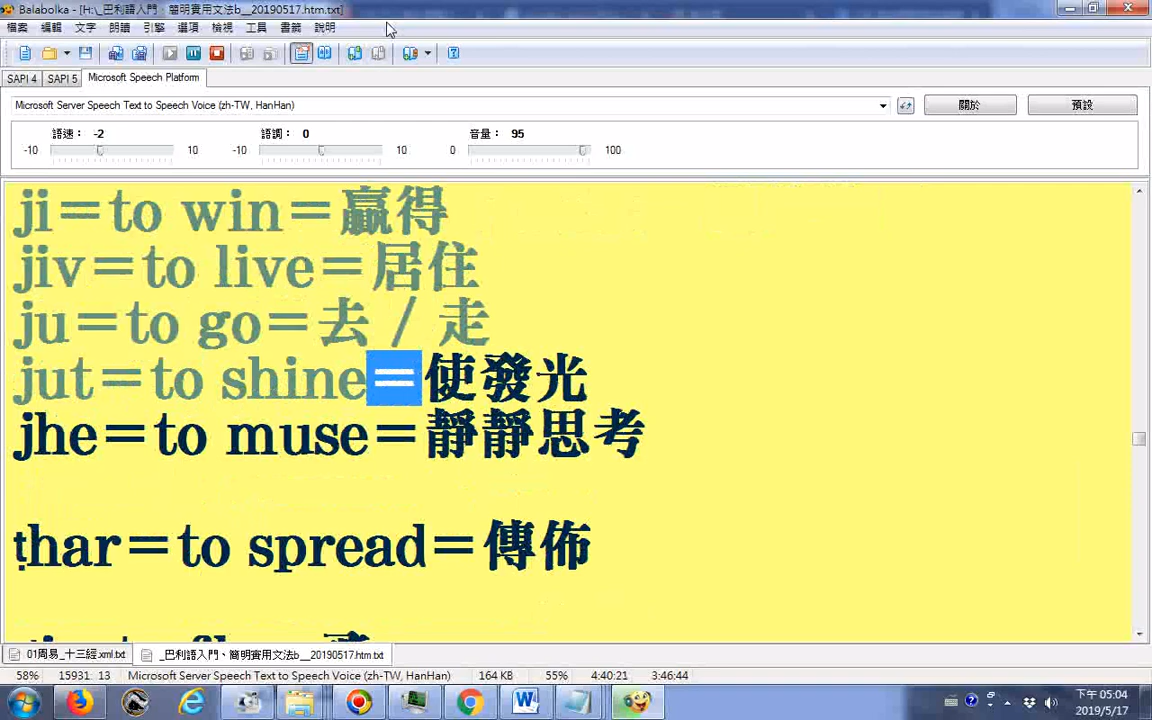 Balabolka - [H:\_巴利語入門、簡明實用文法b__20190517.htm.txt]
檔案 編輯 文字 朗讀 引擎 選項 檢視 工具 書籤 說明
SAPI 4 SAPI 5 Microsoft Speech Platform
Microsoft Server Speech Text to Speech Voice (zh-TW, HanHan) 關於 預設
語速： -2 語調： 0 音量： 95
-10 10 -10 10 0 100
ji＝to win＝贏得
jiv＝to live＝居住
ju＝to go＝去 / 走
jut＝to shine＝使發光
jhe＝to muse＝靜靜思考
ṭhar＝to spread＝傳佈
01周易_十三經.xml.txt _巴利語入門、簡明實用文法b__20190517.htm.txt
58% 15931: 13 Microsoft Server Speech Text to Speech Voice (zh-TW, HanHan) 164 KB 55% 4:40:21 3:46:44
下午 05:04
2019/5/17